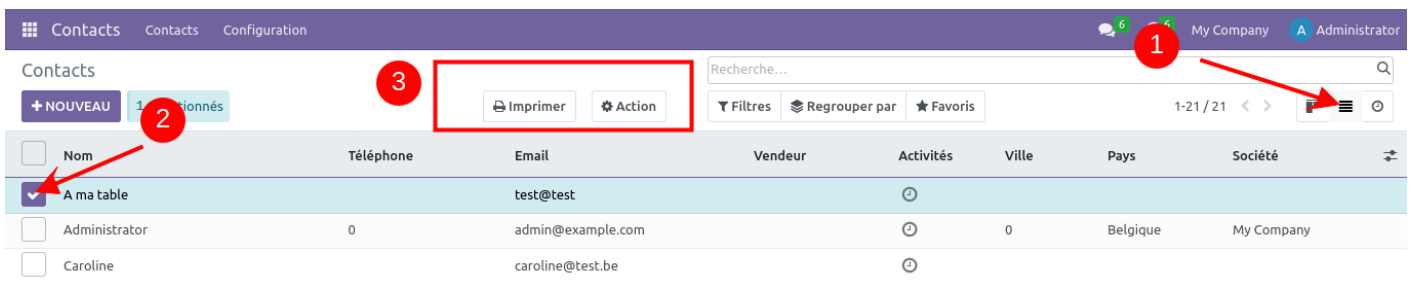 Contacts Contacts Configuration 6 6 My Company A Administrator
1
Contacts Recherche...
3
+ NOUVEAU 1 Imprimer Action Filtres Regrouper par Favoris 1-21 / 21
2
Nom Téléphone Email Vendeur Activités Ville Pays Société
A ma table test@test
Administrator 0 admin@example.com 0 Belgique My Company
Caroline caroline@test.be